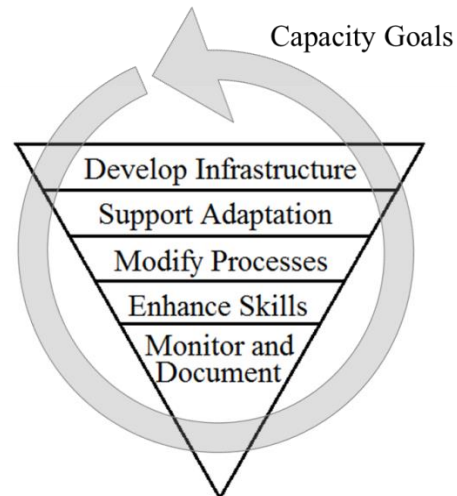 Capacity Goals
Develop Infrastructure
Support Adaptation
Modify Processes
Enhance Skills
Monitor and
Document